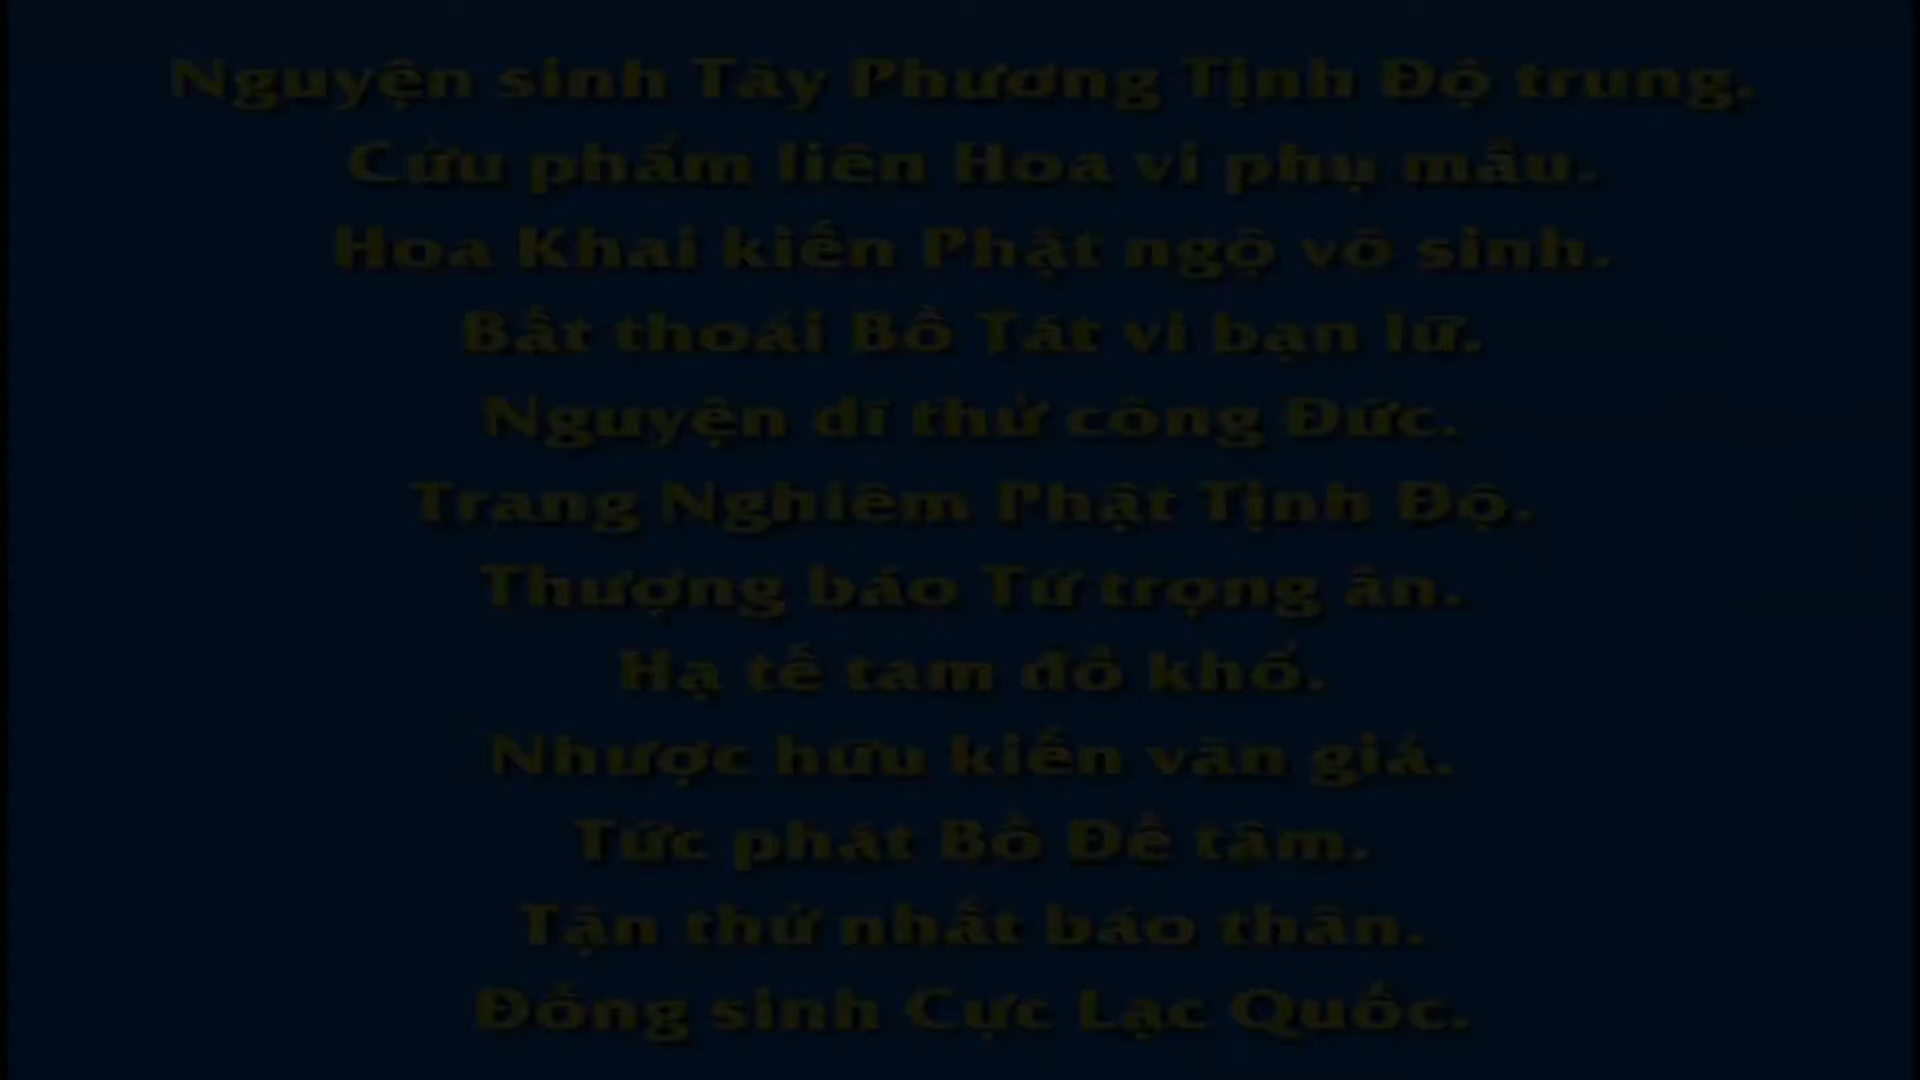 Nguyện sinh Tây Phương Tịnh Độ trung.
Cửu phẩm liên Hoa vi phụ mẫu.
Hoa Khai kiến Phật ngộ vô sinh.
Bất thoái Bồ Tát vi bạn lữ.
Nguyện dĩ thử công Đức.
Trang Nghiêm Phật Tịnh Độ.
Thượng báo Tứ trọng ân.
Hạ tế tam đồ khổ.
Nhược hữu kiến văn giả.
Tức phát Bồ Đề tâm.
Tận thử nhất báo thân.
Đồng sinh Cực Lạc Quốc.